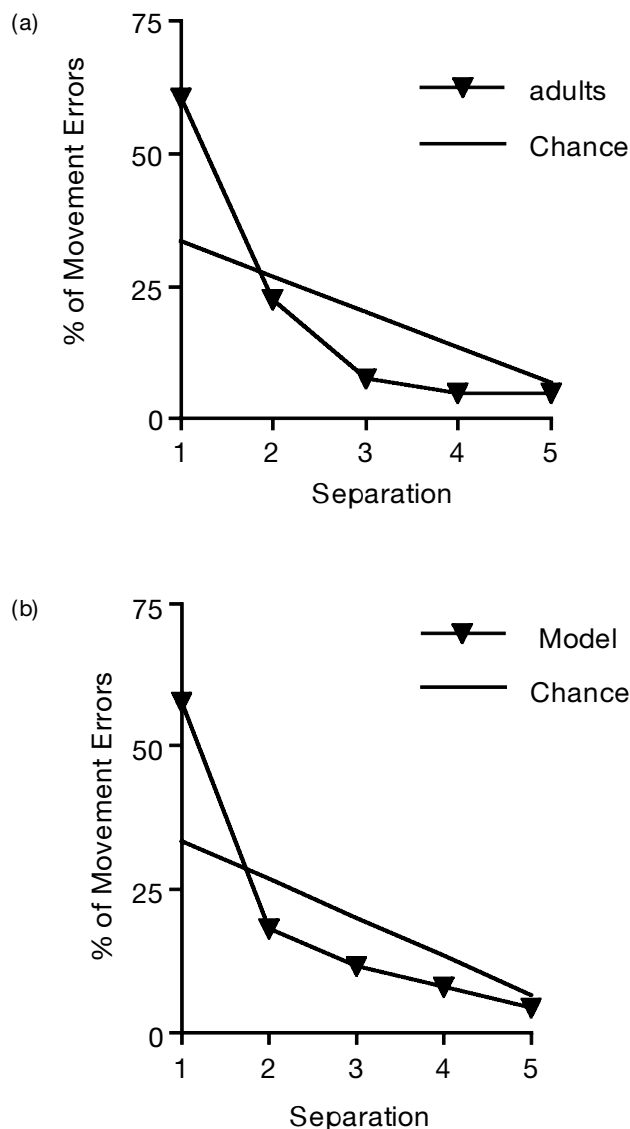 (a)
75
50
25
0
% of Movement Errors
adults
Chance
1 2 3 4 5
Separation
(b)
75
50
25
0
% of Movement Errors
Model
Chance
1 2 3 4 5
Separation